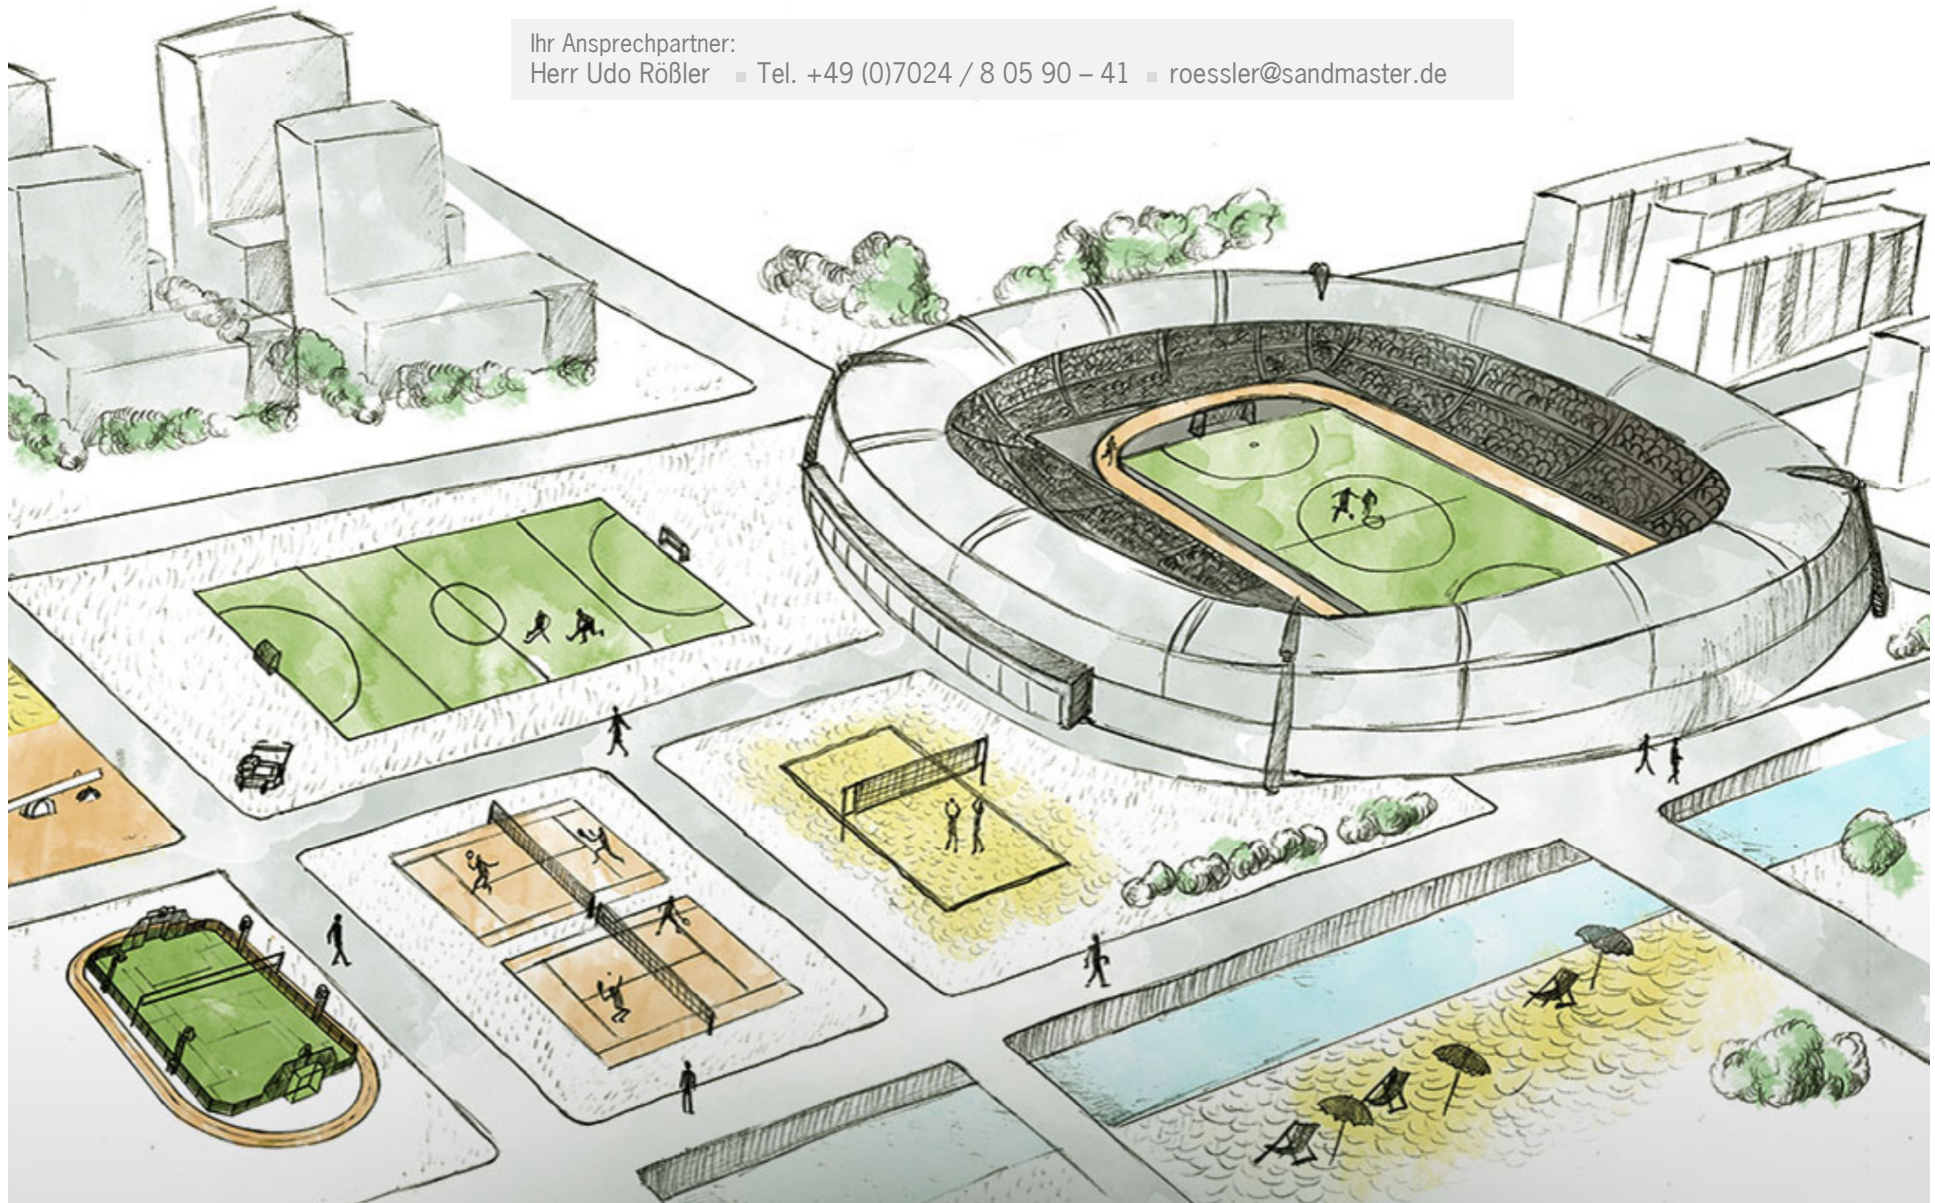 Ihr Ansprechpartner:
Herr Udo Rößler ▪ Tel. +49 (0)7024 / 8 05 90 – 41 ▪ roessler@sandmaster.de